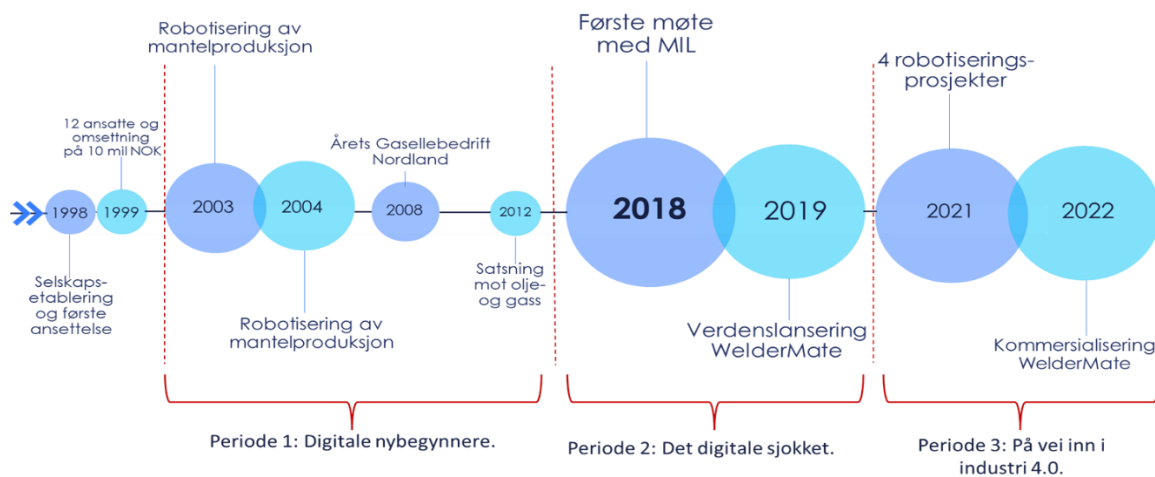 Robotisering av
mantelproduksjon
12 ansatte og
omsettning
på 10 mil NOK
Årets Gasellebedrift
Nordland
Første møte
med MIL
4 robotiserings-
prosjekter
1998
1999
2003
2004
2008
2012
2018
2019
2021
2022
Selskaps-
etablering
og første
ansettelse
Robotisering av
mantelproduksjon
Satsning
mot olje-
og gass
Verdenslansering
WelderMate
Kommersialisering
WelderMate
Periode 1: Digitale nybegynnere.
Periode 2: Det digitale sjokket.
Periode 3: På vei inn i
industri 4.0.